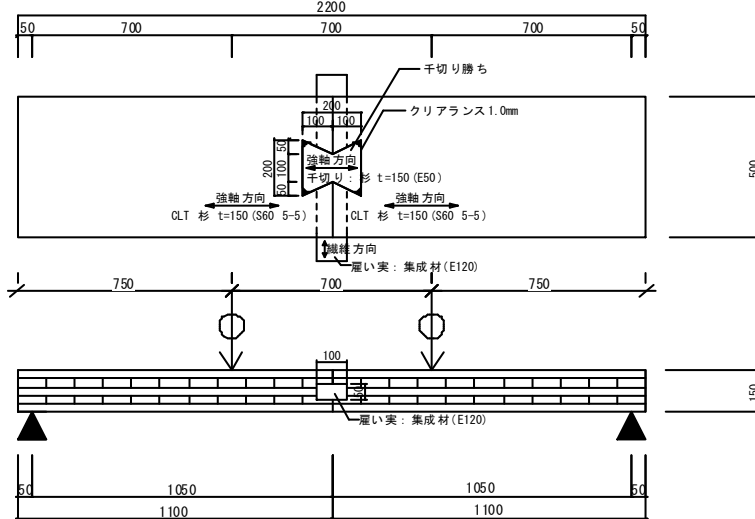 2200
50 700 700 700 50
千切り勝ち
200
クリアランス1.0mm
100 100
50
200 100
50
強軸方向
千切り：杉 t=150(E50)
500
強軸方向
強軸方向
CLT 杉 t=150(S60 5-5)
CLT 杉 t=150(S60 5-5)
繊維方向
雇い実：集成材(E120)
750 700 750
100
50
150
雇い実：集成材(E120)
50 1050 1050 50
1100 1100